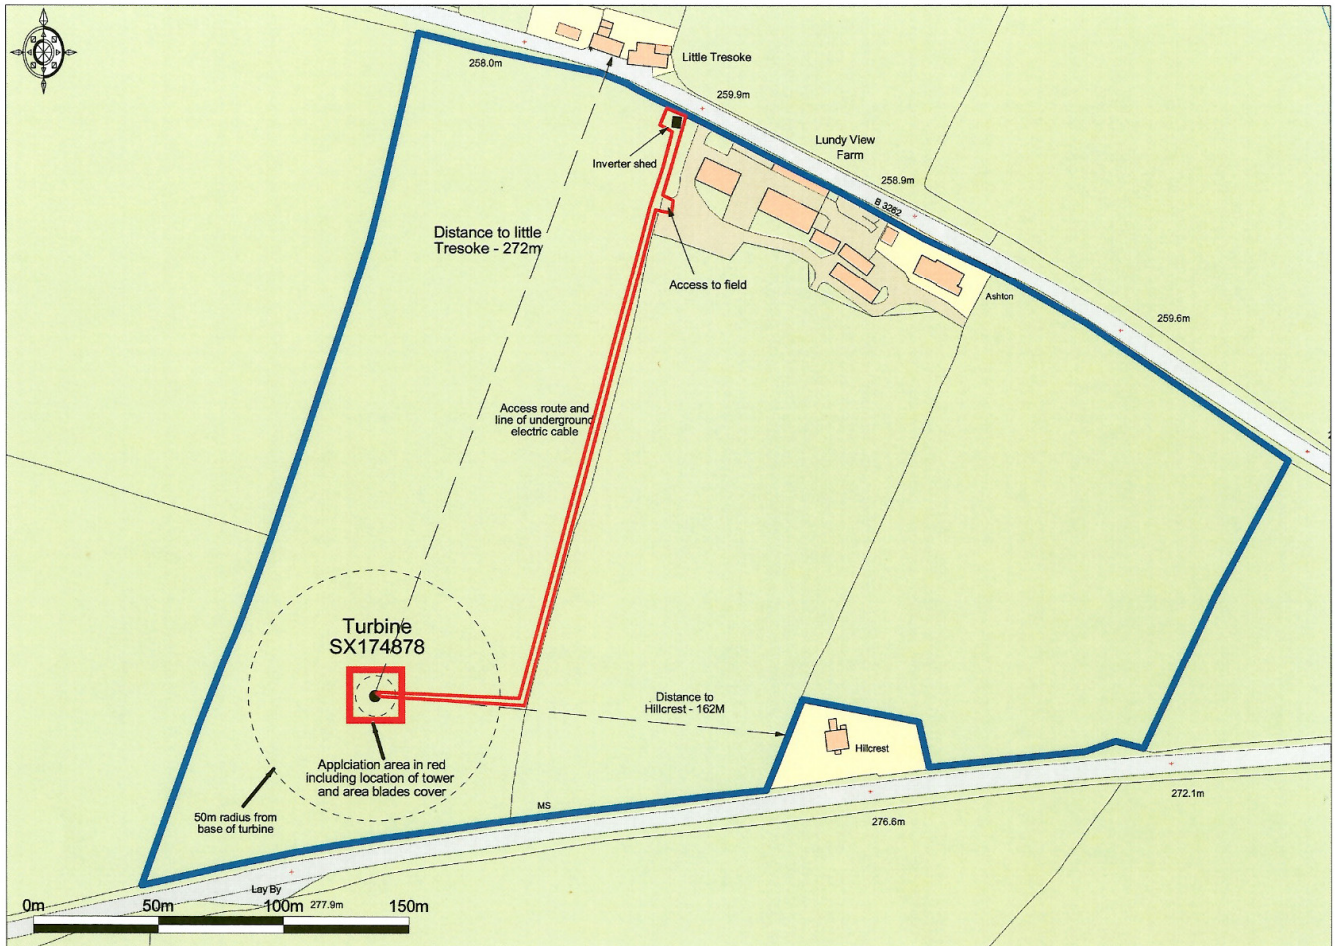 258.0m
Little Tresoke
259.9m
Inverter shed
Lundy View
Farm
258.9m
B 3262
Distance to little
Tresoke - 272m
Access to field
Ashton
259.6m
Access route and
line of underground
electric cable
Turbine
SX174878
Distance to
Hillcrest - 162M
Hillcrest
Applciation area in red
including location of tower
and area blades cover
50m radius from
base of turbine
MS
272.1m
276.6m
Lay By
277.9m
0m
50m
100m
150m